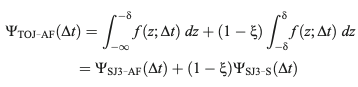 Ψ_TOJ–AF(Δt) = ∫_{−∞}^{−δ} f(z; Δt) dz + (1 − ξ) ∫_{−δ}^{δ} f(z; Δt) dz
= Ψ_SJ3–AF(Δt) + (1 − ξ)Ψ_SJ3–S(Δt)